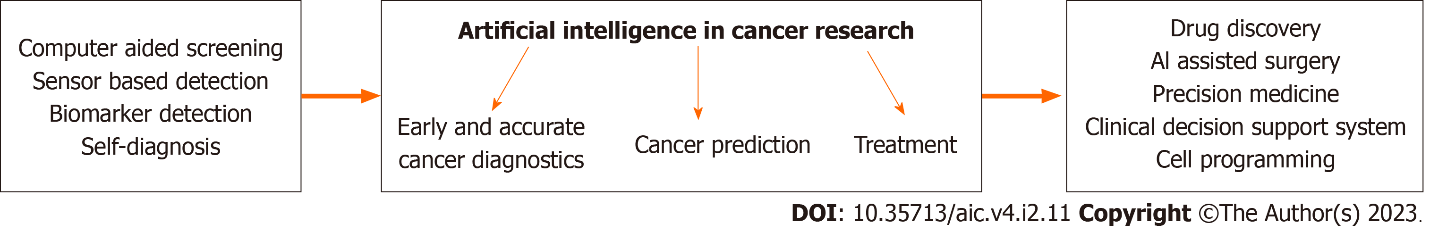 Computer aided screening
Sensor based detection
Biomarker detection
Self-diagnosis
Artificial intelligence in cancer research
Early and accurate
cancer diagnostics
Cancer prediction
Treatment
Drug discovery
AI assisted surgery
Precision medicine
Clinical decision support system
Cell programming
DOI: 10.35713/aic.v4.i2.11 Copyright ©The Author(s) 2023.